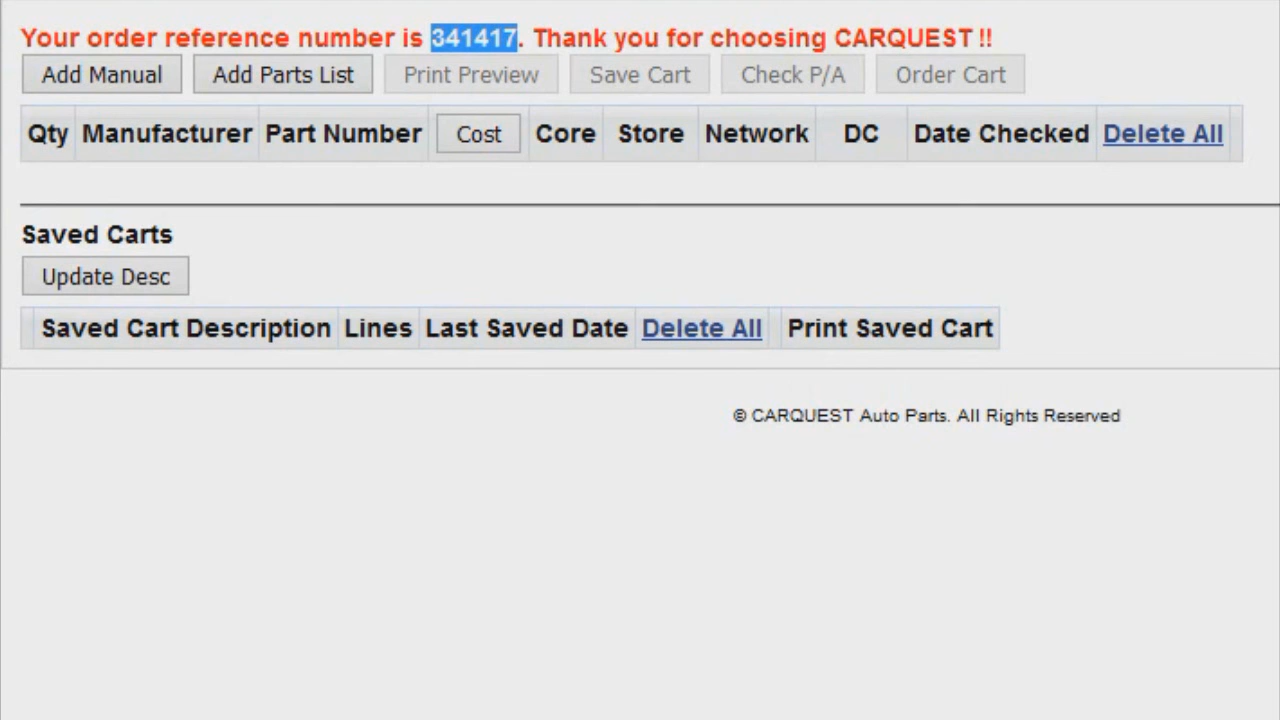 Your order reference number is 341417. Thank you for choosing CARQUEST !!
Add Manual Add Parts List Print Preview Save Cart Check P/A Order Cart
Qty Manufacturer Part Number Cost Core Store Network DC Date Checked Delete All
Saved Carts
Update Desc
Saved Cart Description Lines Last Saved Date Delete All Print Saved Cart
© CARQUEST Auto Parts. All Rights Reserved